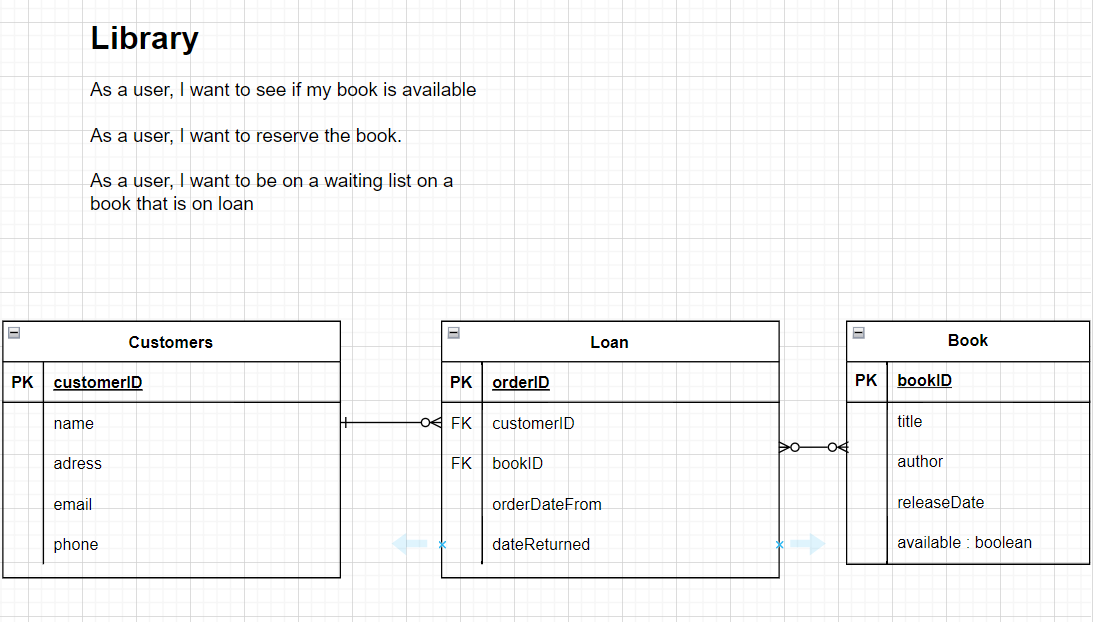 Library
As a user, I want to see if my book is available
As a user, I want to reserve the book.
As a user, I want to be on a waiting list on a
book that is on loan
Customers
PK customerID
name
adress
email
phone
Loan
PK orderID
FK customerID
FK bookID
orderDateFrom
dateReturned
Book
PK bookID
title
author
releaseDate
available : boolean